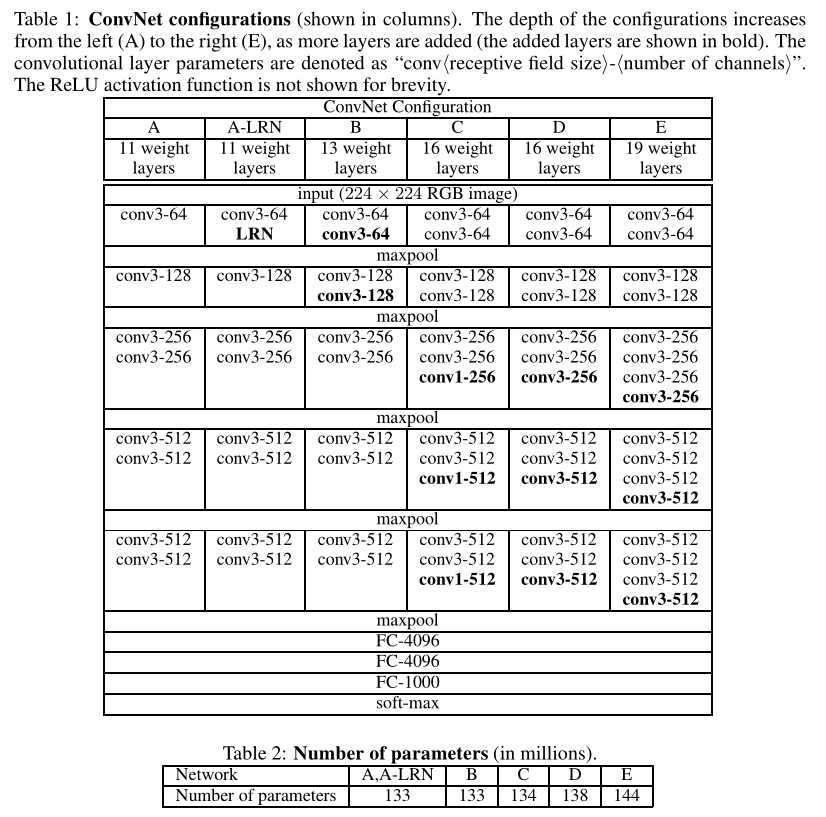 Table 1: ConvNet configurations (shown in columns). The depth of the configurations increases
from the left (A) to the right (E), as more layers are added (the added layers are shown in bold). The
convolutional layer parameters are denoted as “conv⟨receptive field size⟩-⟨number of channels⟩”.
The ReLU activation function is not shown for brevity.
ConvNet Configuration
A A-LRN B C D E
11 weight 11 weight 13 weight 16 weight 16 weight 19 weight
layers layers layers layers layers layers
input (224 × 224 RGB image)
conv3-64 conv3-64 conv3-64 conv3-64 conv3-64 conv3-64
LRN conv3-64 conv3-64 conv3-64 conv3-64
maxpool
conv3-128 conv3-128 conv3-128 conv3-128 conv3-128 conv3-128
conv3-128 conv3-128 conv3-128 conv3-128
maxpool
conv3-256 conv3-256 conv3-256 conv3-256 conv3-256 conv3-256
conv3-256 conv3-256 conv3-256 conv3-256 conv3-256 conv3-256
conv1-256 conv3-256 conv3-256
conv3-256
maxpool
conv3-512 conv3-512 conv3-512 conv3-512 conv3-512 conv3-512
conv3-512 conv3-512 conv3-512 conv3-512 conv3-512 conv3-512
conv1-512 conv3-512 conv3-512
conv3-512
maxpool
conv3-512 conv3-512 conv3-512 conv3-512 conv3-512 conv3-512
conv3-512 conv3-512 conv3-512 conv3-512 conv3-512 conv3-512
conv1-512 conv3-512 conv3-512
conv3-512
maxpool
FC-4096
FC-4096
FC-1000
soft-max
Table 2: Number of parameters (in millions).
Network A,A-LRN B C D E
Number of parameters 133 133 134 138 144